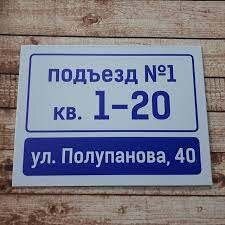 подъезд №1
кв. 1-20
ул. Полупанова, 40